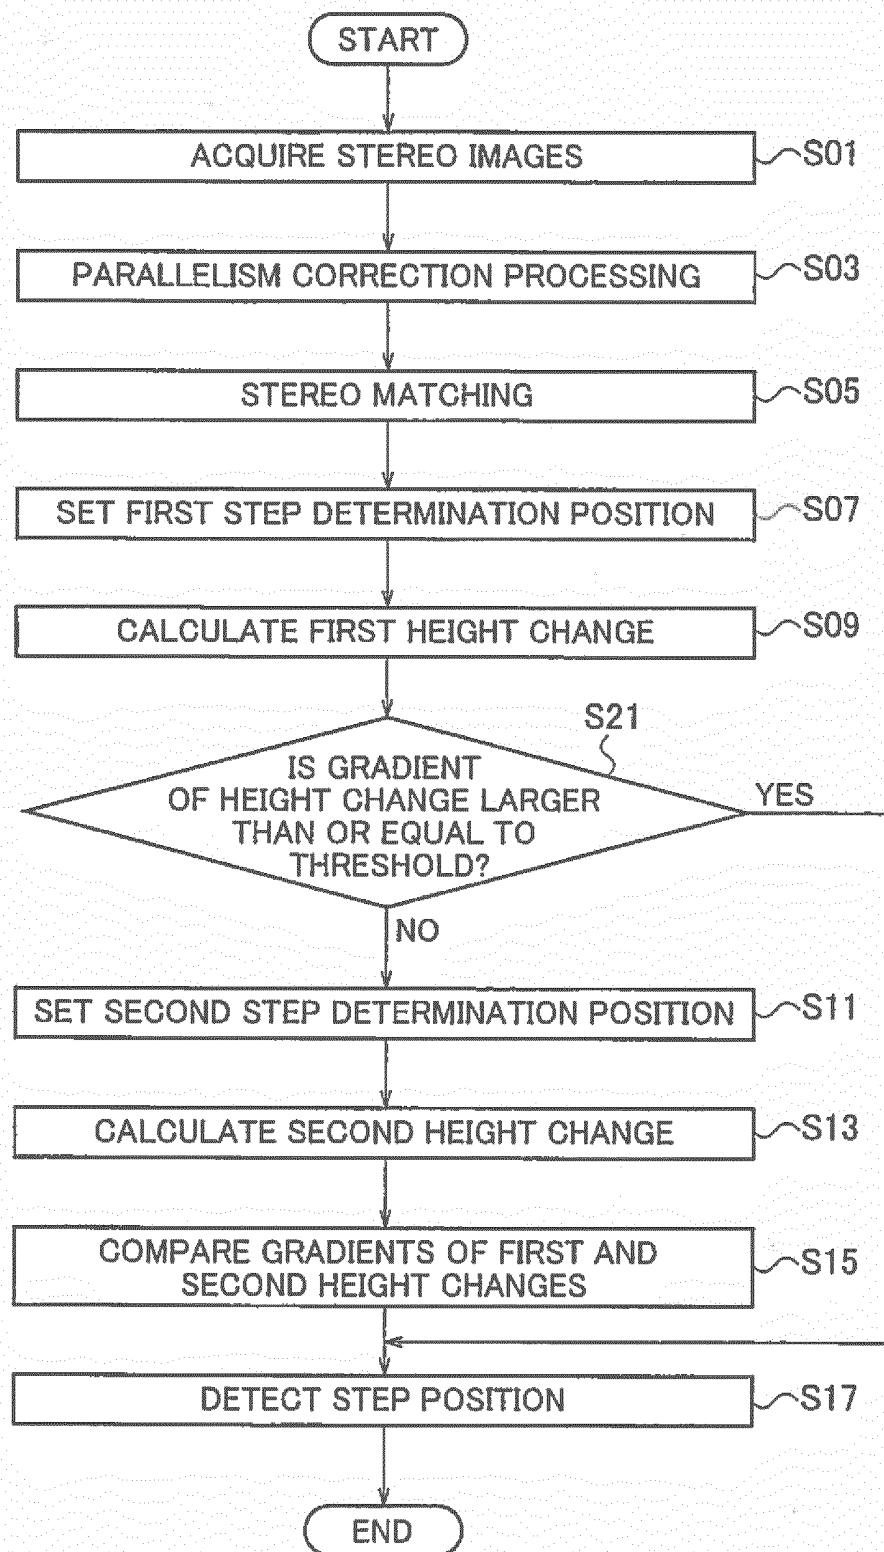 START
ACQUIRE STEREO IMAGES
S01
PARALLELISM CORRECTION PROCESSING
S03
STEREO MATCHING
S05
SET FIRST STEP DETERMINATION POSITION
S07
CALCULATE FIRST HEIGHT CHANGE
S09
S21
IS GRADIENT
OF HEIGHT CHANGE LARGER
THAN OR EQUAL TO
THRESHOLD?
YES
NO
SET SECOND STEP DETERMINATION POSITION
S11
CALCULATE SECOND HEIGHT CHANGE
S13
COMPARE GRADIENTS OF FIRST AND
SECOND HEIGHT CHANGES
S15
DETECT STEP POSITION
S17
END